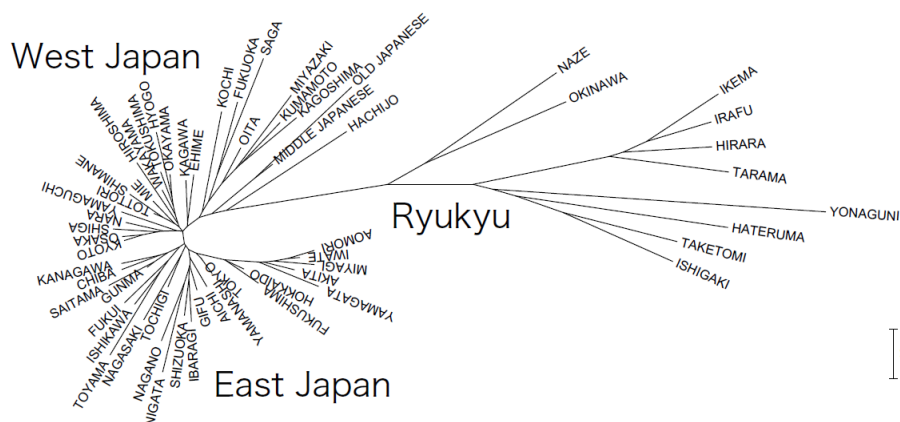 West Japan
Ryukyu
East Japan
KOCHI
FUKUOKA
SAGA
OITA
MIYAZAKI
KUMAMOTO
KAGOSHIMA
OLD JAPANESE
MIDDLE JAPANESE
HACHIJO
NAZE
OKINAWA
IKEMA
IRAFU
HIRARA
TARAMA
YONAGUNI
HATERUMA
TAKETOMI
ISHIGAKI
HIROSHIMA
HYOGO
OKAYAMA
KAGAWA
EHIME
MIE
SHIMANE
TOTTORI
YAMAGUCHI
NARA
SHIGA
OSAKA
KYOTO
KANAGAWA
CHIBA
SAITAMA
GUNMA
FUKUI
ISHIKAWA
TOYAMA
NAGASAKI
TOCHIGI
NAGANO
NIGATA
SHIZUOKA
IBARAGI
GIFU
AICHI
YAMANASHI
TOKYO
FUKUSHIMA
HOKKAIDO
YAMAGATA
AKITA
MIYAGI
IWATE
AOMORI